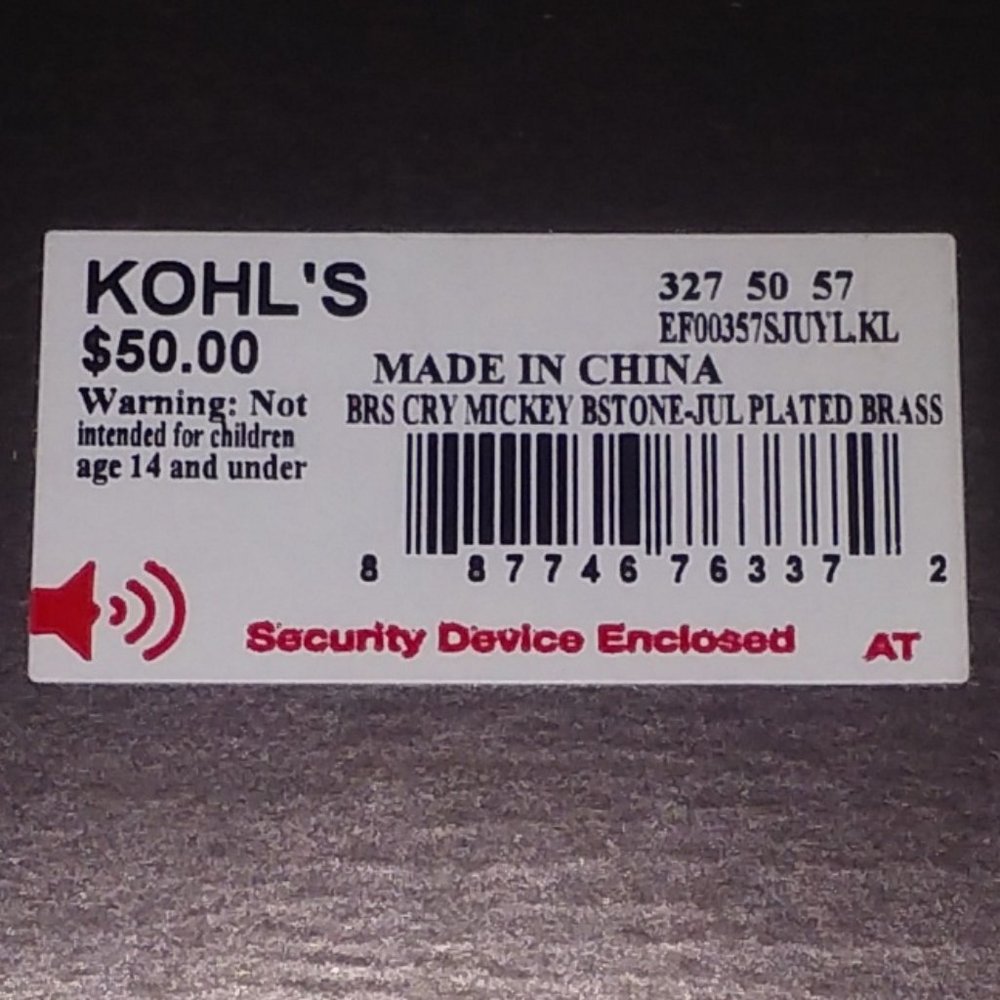 KOHL'S
$50.00
327 50 57
EF00357SJUYL.KL
MADE IN CHINA
Warning: Not
intended for children
age 14 and under
BRS CRY MICKEY BSTONE-JUL PLATED BRASS
8 87746 76337 2
Security Device Enclosed AT